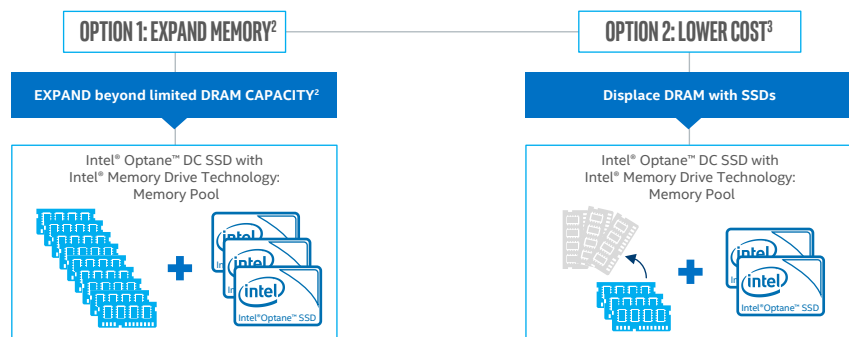 OPTION 1: EXPAND MEMORY²
OPTION 2: LOWER COST³
EXPAND beyond limited DRAM CAPACITY²
Displace DRAM with SSDs
Intel® Optane™ DC SSD with
Intel® Memory Drive Technology:
Memory Pool
intel
intel
Intel®Optane™ SSD
Intel® Optane™ DC SSD with
Intel® Memory Drive Technology:
Memory Pool
intel
intel
Intel®Optane™ SSD